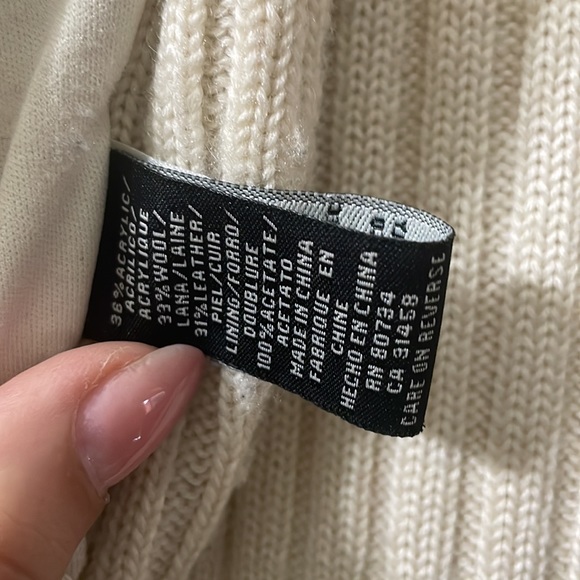 36% ACRYLIC/
ACRILICO/
ACRYLIQUE
33% WOOL/
LANA/LAINE
31% LEATHER/
PIEL/CUIR
LINING/FORRO/
DOUBLURE
100% ACETATE/
ACETATO
MADE IN CHINA
FABRIQUE EN
CHINE
HECHO EN CHINA
RN 80734
CA 31458
CARE ON REVERSE